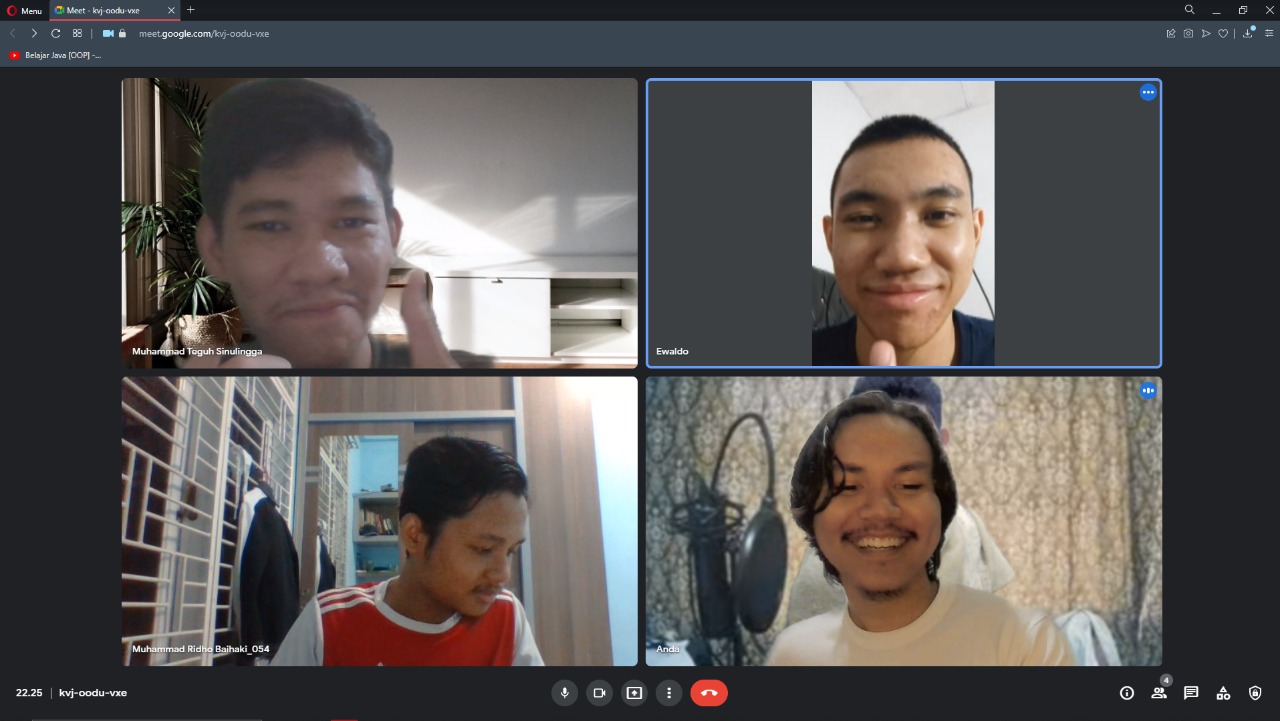 Menu
Meet - kvj-oodu-vxe
meet.google.com/kvj-oodu-vxe
Belajar Java [OOP] -...
Muhammad Teguh Sinulingga
Ewaldo
Muhammad Ridho Baihaki_054
Anda
22.25 | kvj-oodu-vxe
4